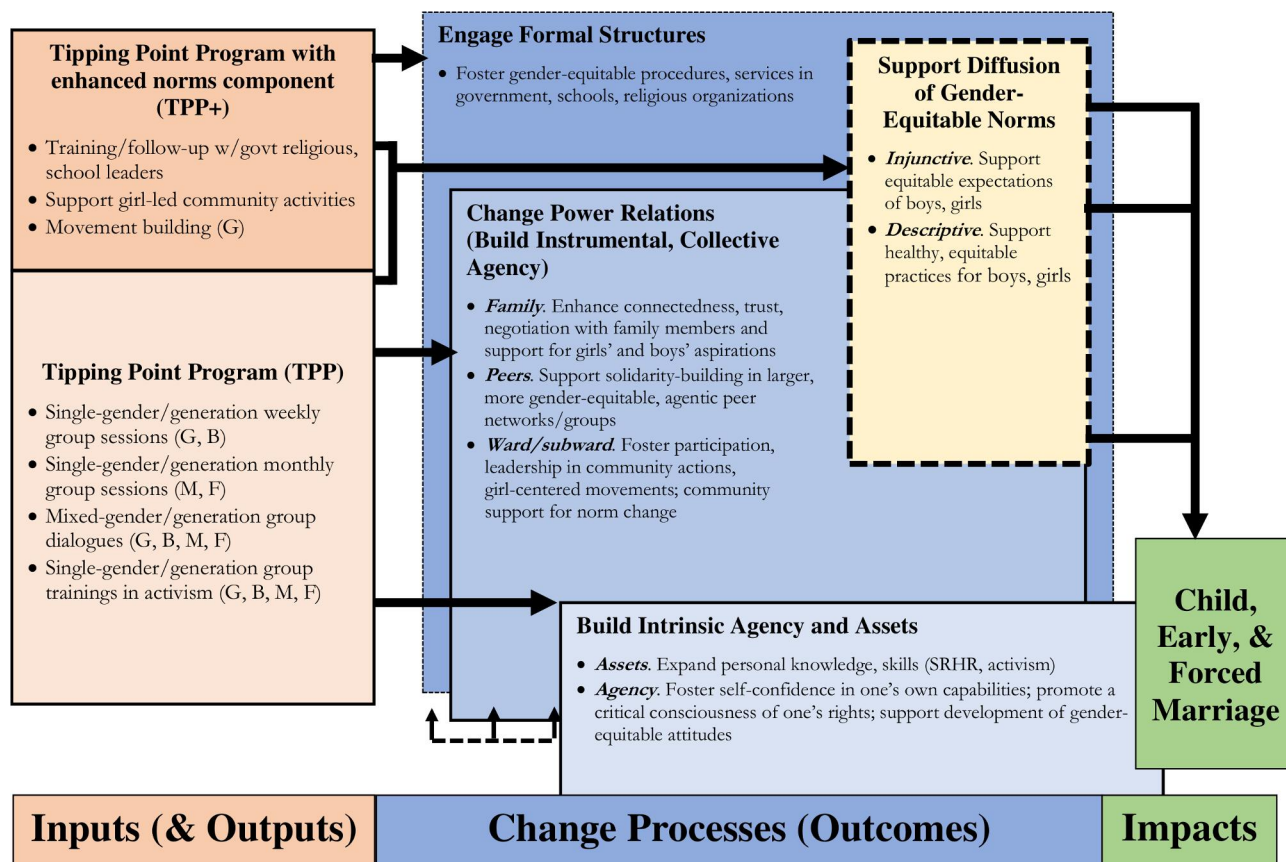 Tipping Point Program with
enhanced norms component
(TPP+)
• Training/follow-up w/govt religious,
school leaders
• Support girl-led community activities
• Movement building (G)
Tipping Point Program (TPP)
• Single-gender/generation weekly
group sessions (G, B)
• Single-gender/generation monthly
group sessions (M, F)
• Mixed-gender/generation group
dialogues (G, B, M, F)
• Single-gender/generation group
trainings in activism (G, B, M, F)
Engage Formal Structures
• Foster gender-equitable procedures, services in
government, schools, religious organizations
Support Diffusion
of Gender-
Equitable Norms
• Injunctive. Support
equitable expectations
of boys, girls
• Descriptive. Support
healthy, equitable
practices for boys, girls
Change Power Relations
(Build Instrumental, Collective
Agency)
• Family. Enhance connectedness, trust,
negotiation with family members and
support for girls’ and boys’ aspirations
• Peers. Support solidarity-building in larger,
more gender-equitable, agentic peer
networks/groups
• Ward/subward. Foster participation,
leadership in community actions,
girl-centered movements; community
support for norm change
Build Intrinsic Agency and Assets
• Assets. Expand personal knowledge, skills (SRHR, activism)
• Agency. Foster self-confidence in one’s own capabilities; promote a
critical consciousness of one’s rights; support development of gender-
equitable attitudes
Child,
Early, &
Forced
Marriage
Inputs (& Outputs)
Change Processes (Outcomes)
Impacts